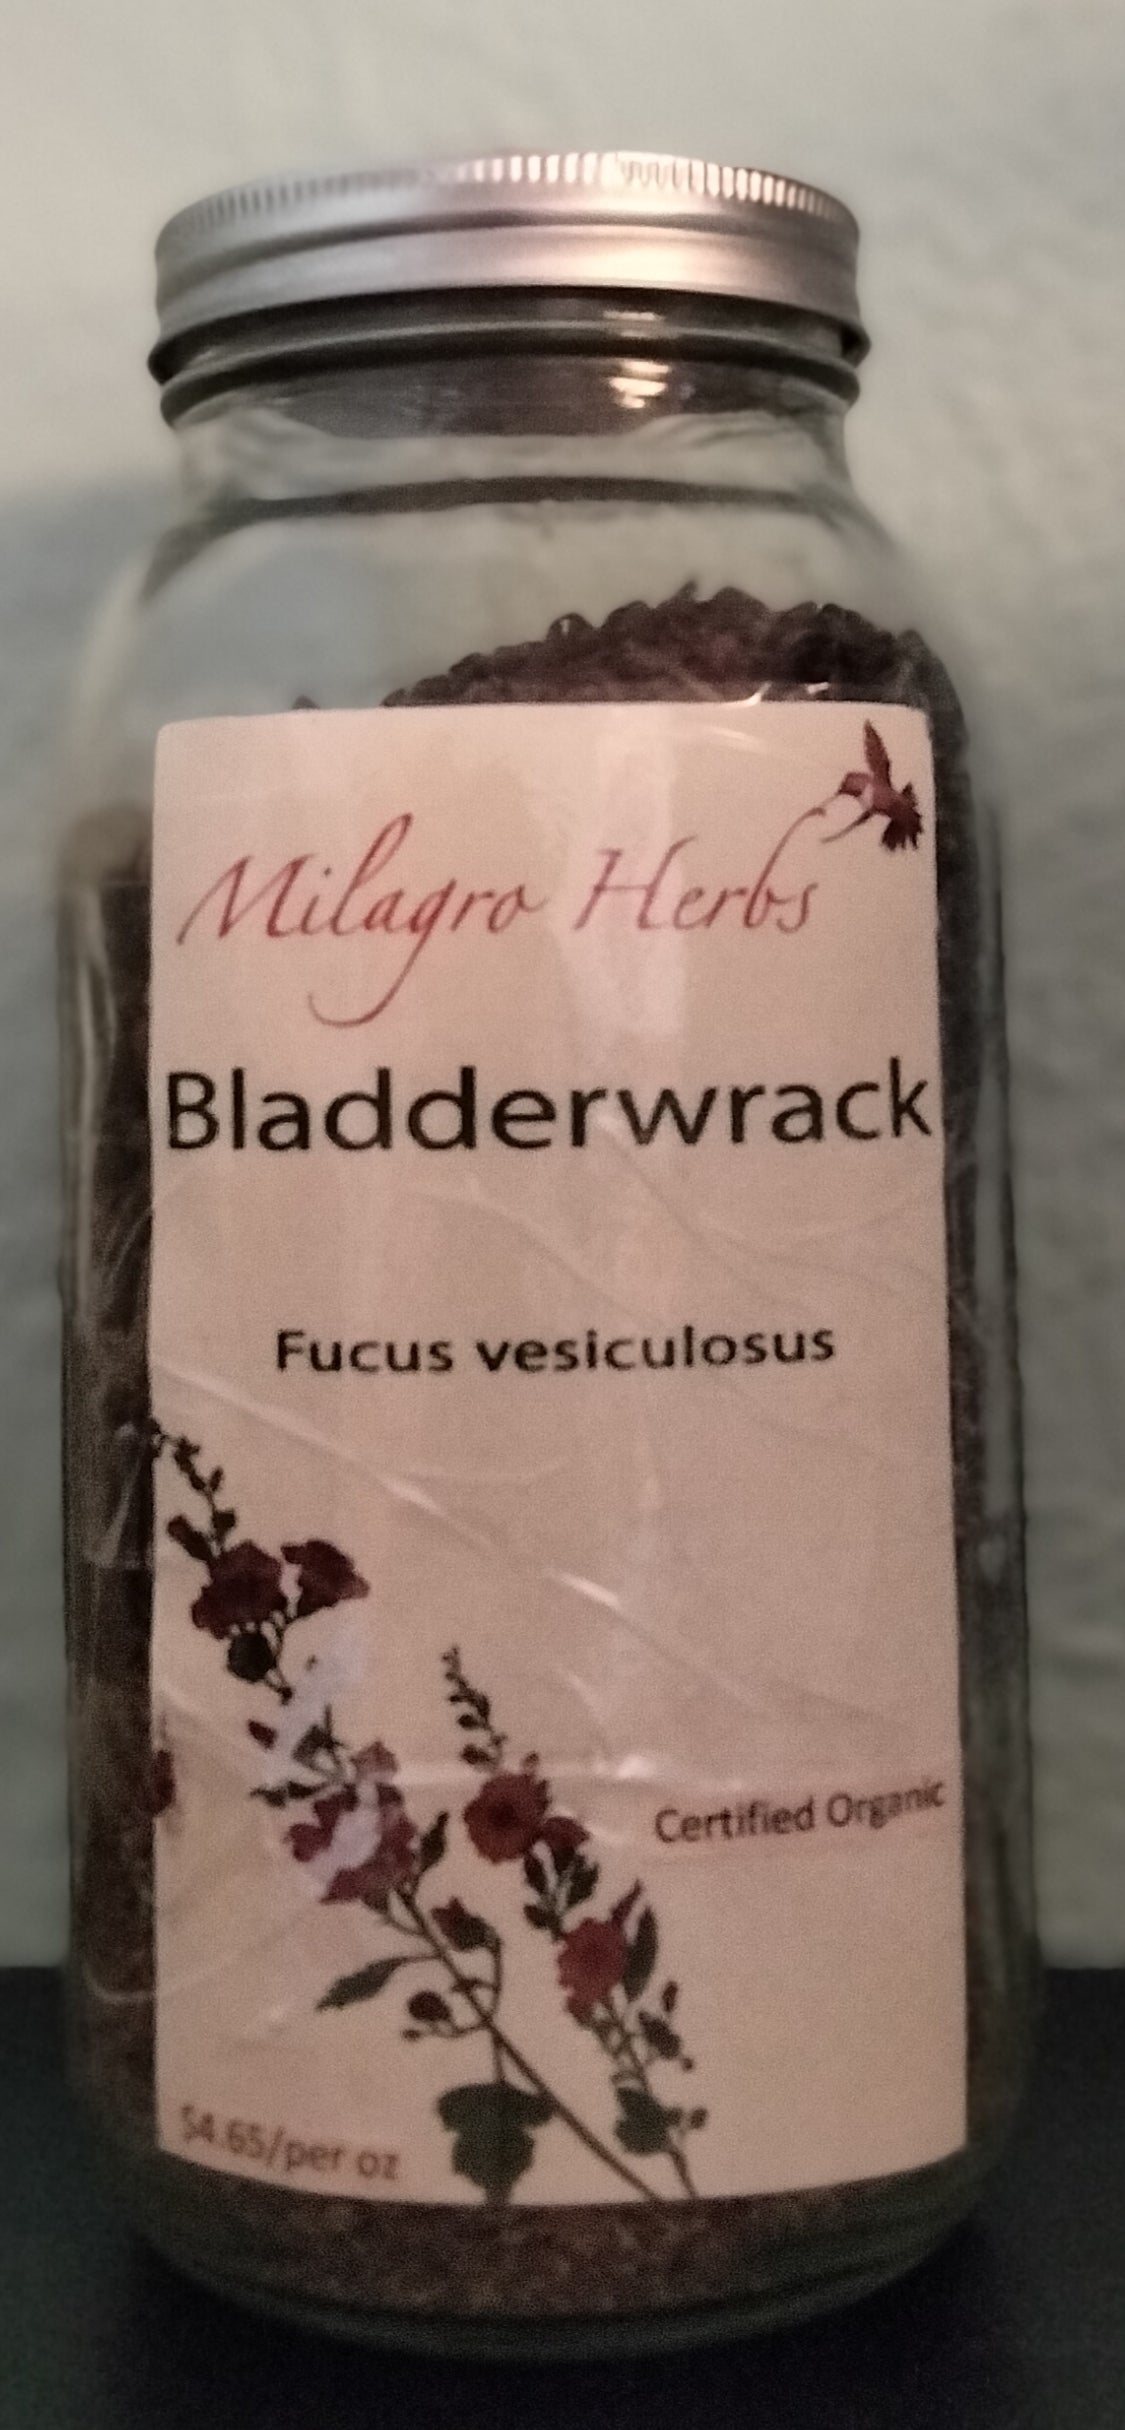 Milagro Herbs
Bladderwrack
Fucus vesiculosus
Certified Organic
$4.65/per oz